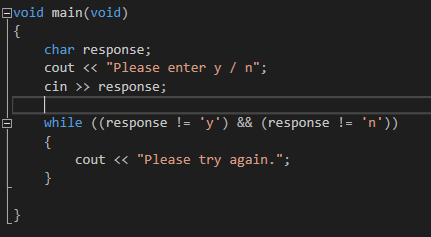 void main(void)
{
char response;
cout << "Please enter y / n";
cin >> response;
while ((response != 'y') && (response != 'n'))
{
cout << "Please try again.";
}
}